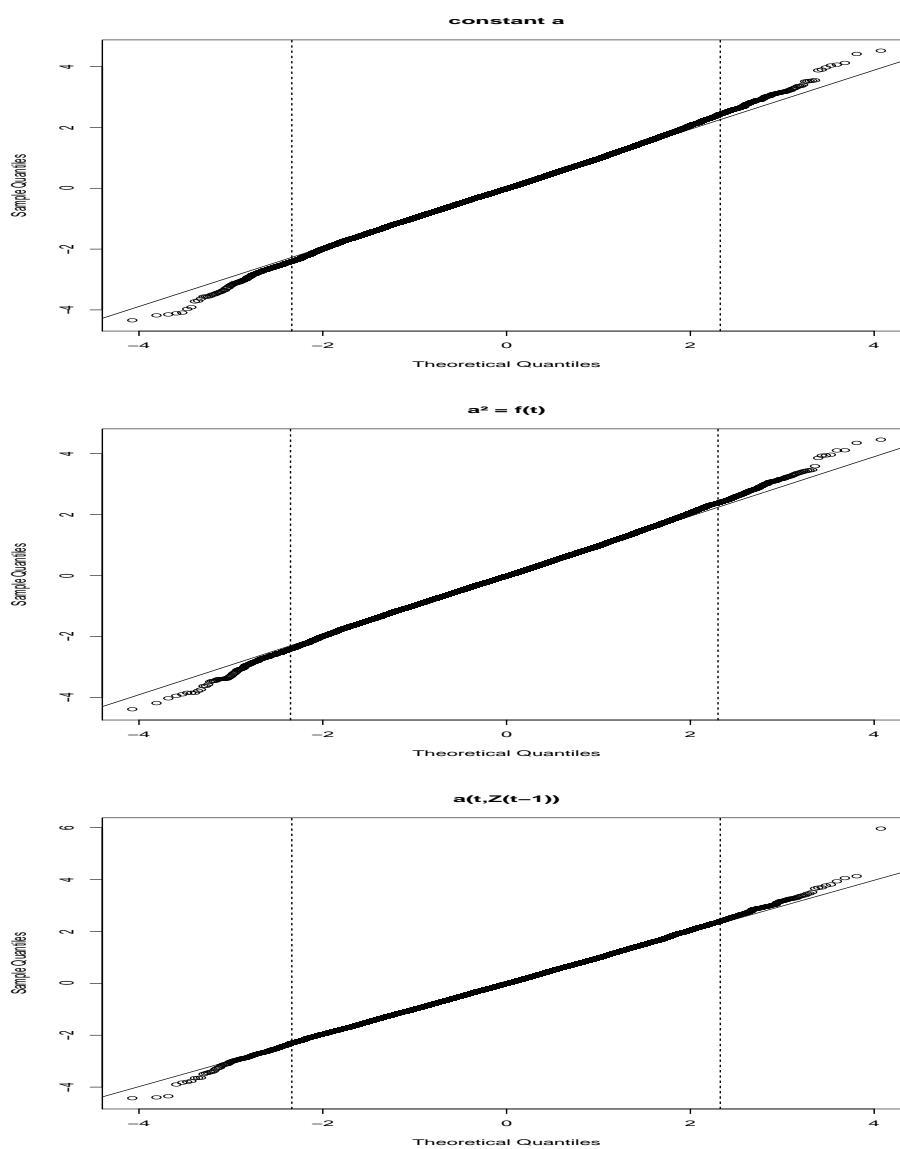 constant a
4
2
0
-2
-4
Sample Quantiles
−4 −2 0 2 4
Theoretical Quantiles
a² = f(t)
4
2
0
-2
-4
Sample Quantiles
−4 −2 0 2 4
Theoretical Quantiles
a(t,Z(t−1))
6
4
2
0
-2
-4
Sample Quantiles
−4 −2 0 2 4
Theoretical Quantiles